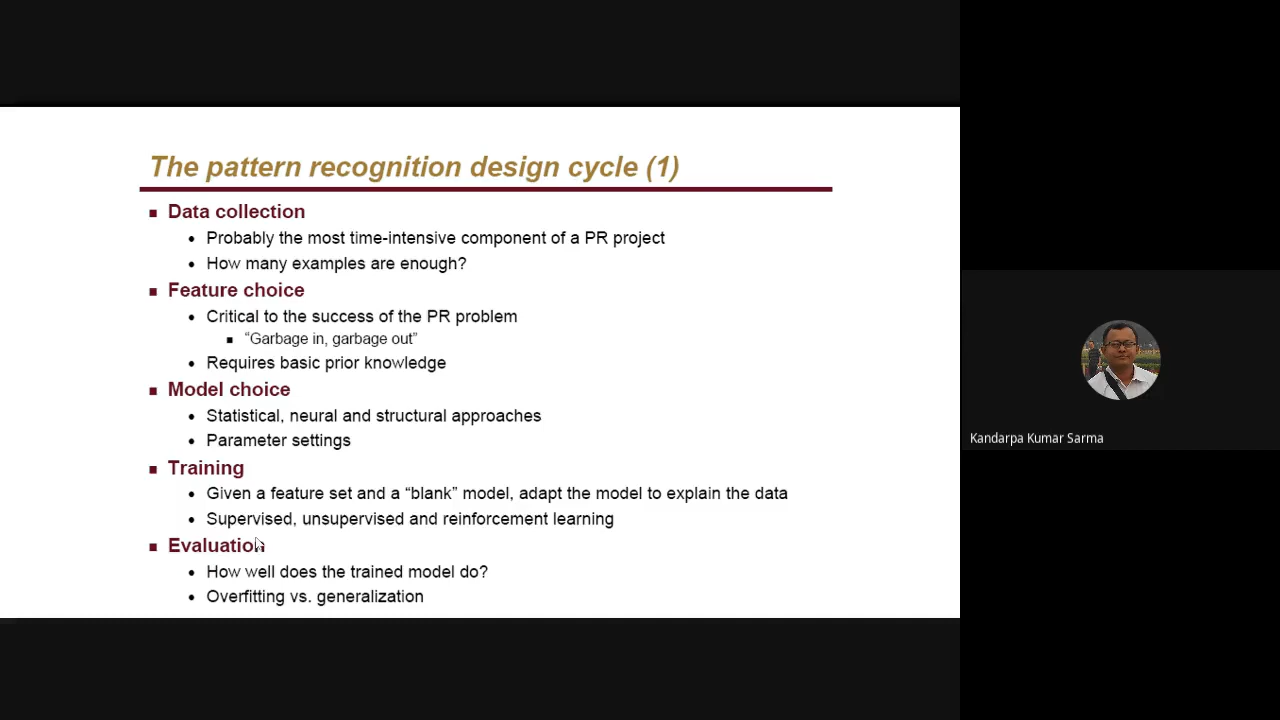 The pattern recognition design cycle (1)
Data collection
Probably the most time-intensive component of a PR project
How many examples are enough?
Feature choice
Critical to the success of the PR problem
“Garbage in, garbage out”
Requires basic prior knowledge
Model choice
Statistical, neural and structural approaches
Parameter settings
Training
Given a feature set and a “blank” model, adapt the model to explain the data
Supervised, unsupervised and reinforcement learning
Evaluation
How well does the trained model do?
Overfitting vs. generalization
Kandarpa Kumar Sarma